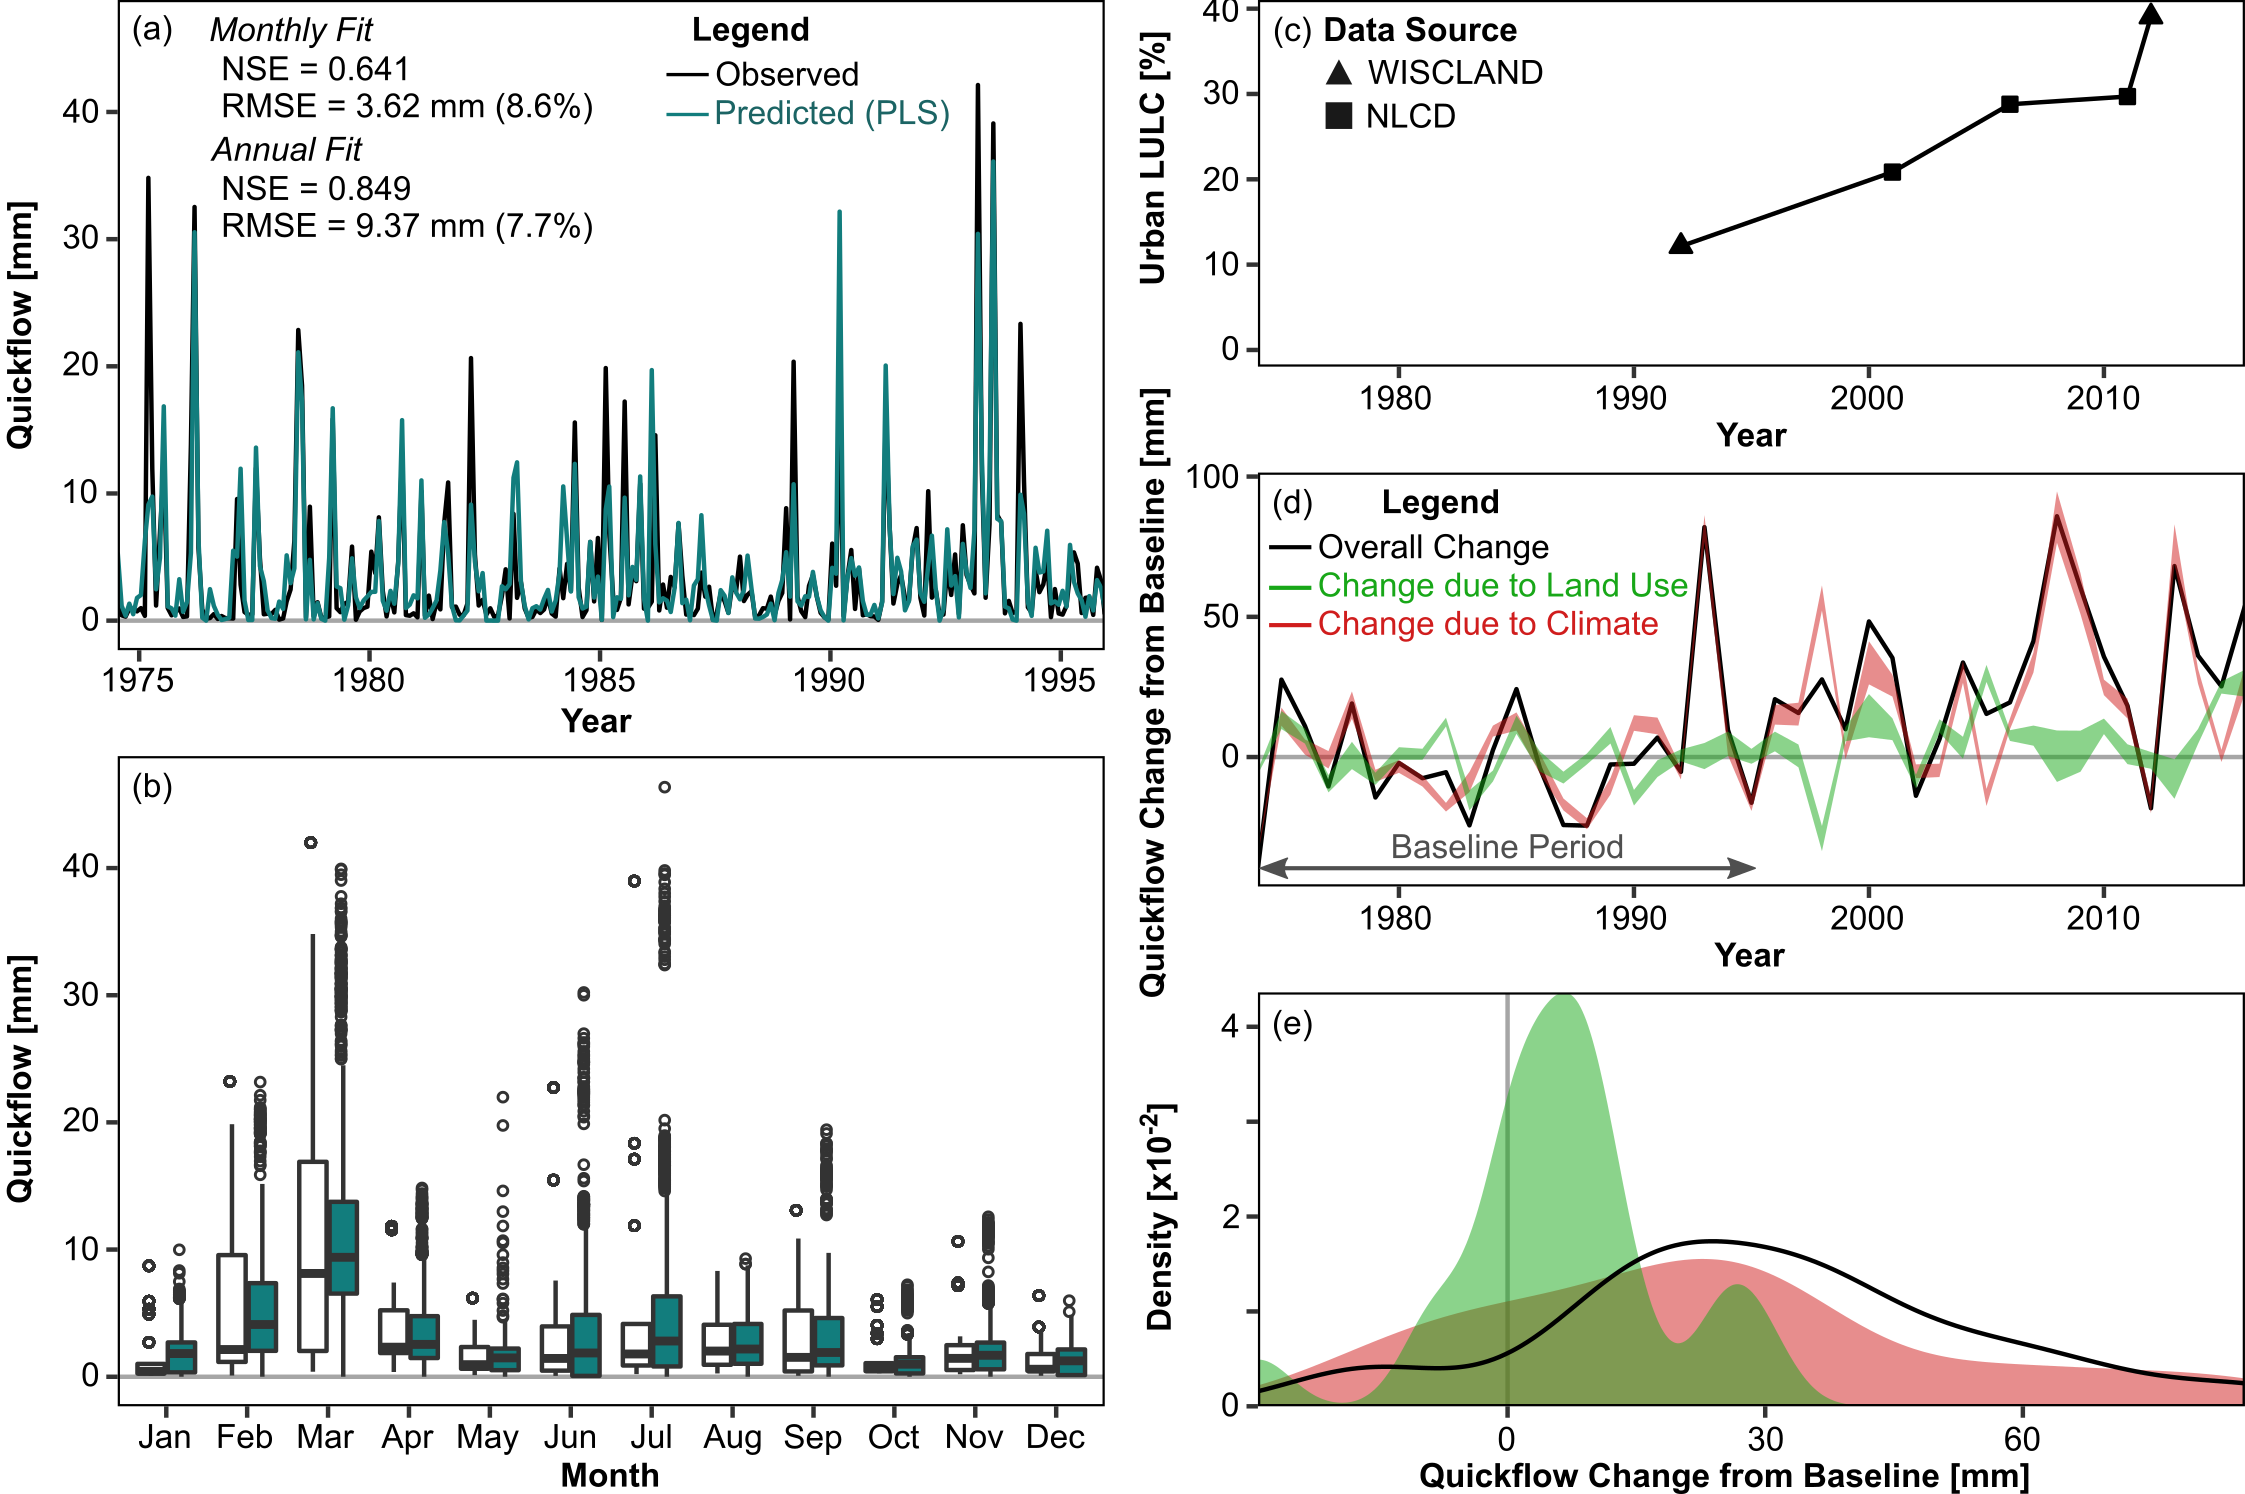 (a)
Monthly Fit
NSE = 0.641
RMSE = 3.62 mm (8.6%)
Annual Fit
NSE = 0.849
RMSE = 9.37 mm (7.7%)
Legend
Observed
Predicted (PLS)
Quickflow [mm]
40
30
20
10
0
1975 1980 1985 1990 1995
Year
(b)
Quickflow [mm]
40
30
20
10
0
Jan Feb Mar Apr May Jun Jul Aug Sep Oct Nov Dec
Month
(c) Data Source
WISCLAND
NLCD
Urban LULC [%]
40
30
20
10
0
1980 1990 2000 2010
Year
(d) Legend
Overall Change
Change due to Land Use
Change due to Climate
Baseline Period
Quickflow Change from Baseline [mm]
100
50
0
1980 1990 2000 2010
Year
(e)
Density [x10-2]
4
2
0
0 30 60
Quickflow Change from Baseline [mm]